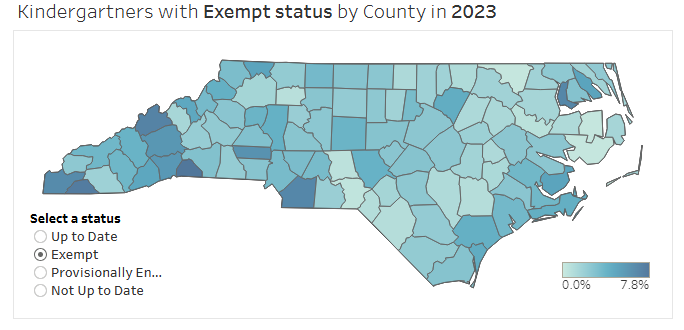 Kindergartners with Exempt status by County in 2023
Select a status
Up to Date
Exempt
Provisionally En...
Not Up to Date
0.0% 7.8%